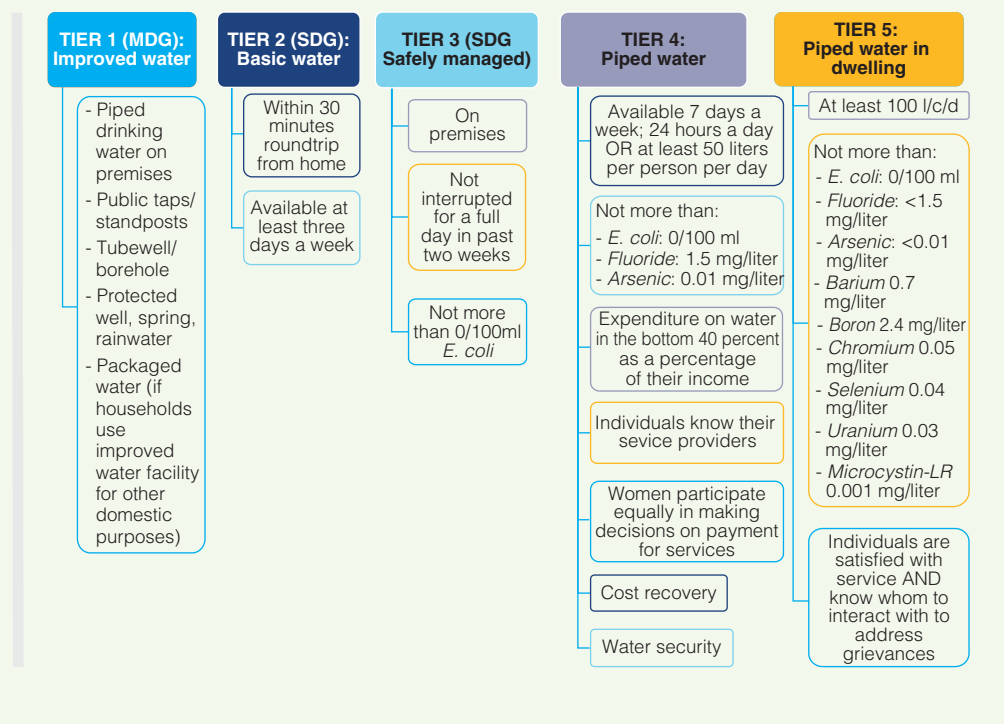 TIER 1 (MDG):
Improved water
- Piped
drinking
water on
premises
- Public taps/
standposts
- Tubewell/
borehole
- Protected
well, spring,
rainwater
- Packaged
water (if
households
use
improved
water facility
for other
domestic
purposes)
TIER 2 (SDG):
Basic water
Within 30
minutes
roundtrip
from home
Available at
least three
days a week
TIER 3 (SDG
Safely managed)
On
premises
Not
interrupted
for a full
day in past
two weeks
Not more
than 0/100ml
E. coli
TIER 4:
Piped water
Available 7 days a
week; 24 hours a day
OR at least 50 liters
per person per day
Not more than:
- E. coli: 0/100 ml
- Fluoride: 1.5 mg/liter
- Arsenic: 0.01 mg/liter
Expenditure on water
in the bottom 40 percent
as a percentage
of their income
Individuals know their
sevice providers
Women participate
equally in making
decisions on payment
for services
Cost recovery
Water security
TIER 5:
Piped water in
dwelling
At least 100 l/c/d
Not more than:
- E. coli: 0/100 ml
- Fluoride: <1.5
mg/liter
- Arsenic: <0.01
mg/liter
- Barium 0.7
mg/liter
- Boron 2.4 mg/liter
- Chromium 0.05
mg/liter
- Selenium 0.04
mg/liter
- Uranium 0.03
mg/liter
- Microcystin-LR
0.001 mg/liter
Individuals are
satisfied with
service AND
know whom to
interact with to
address
grievances